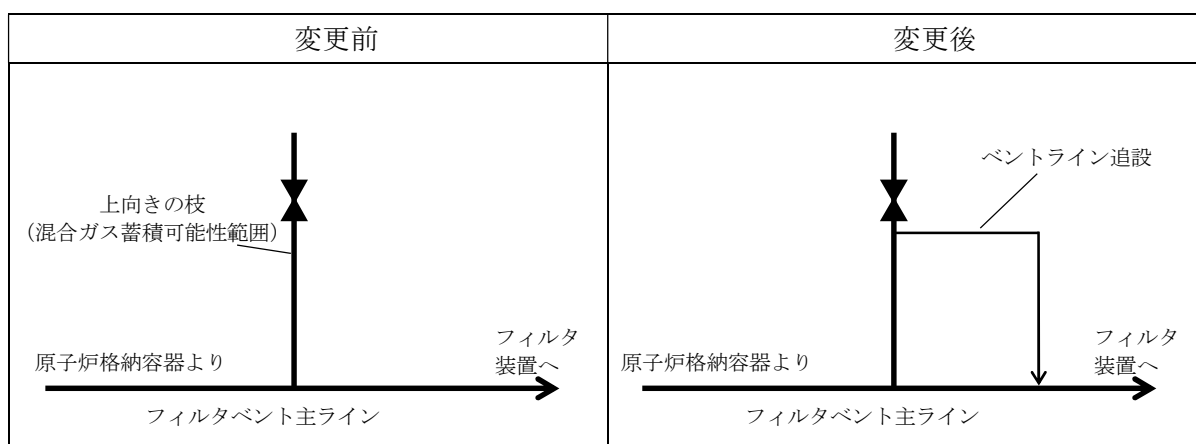 変更前
変更後
上向きの枝
(混合ガス蓄積可能性範囲)
原子炉格納容器より
フィルタ
装置へ
フィルタベント主ライン
ベントライン追設
原子炉格納容器より
フィルタ
装置へ
フィルタベント主ライン